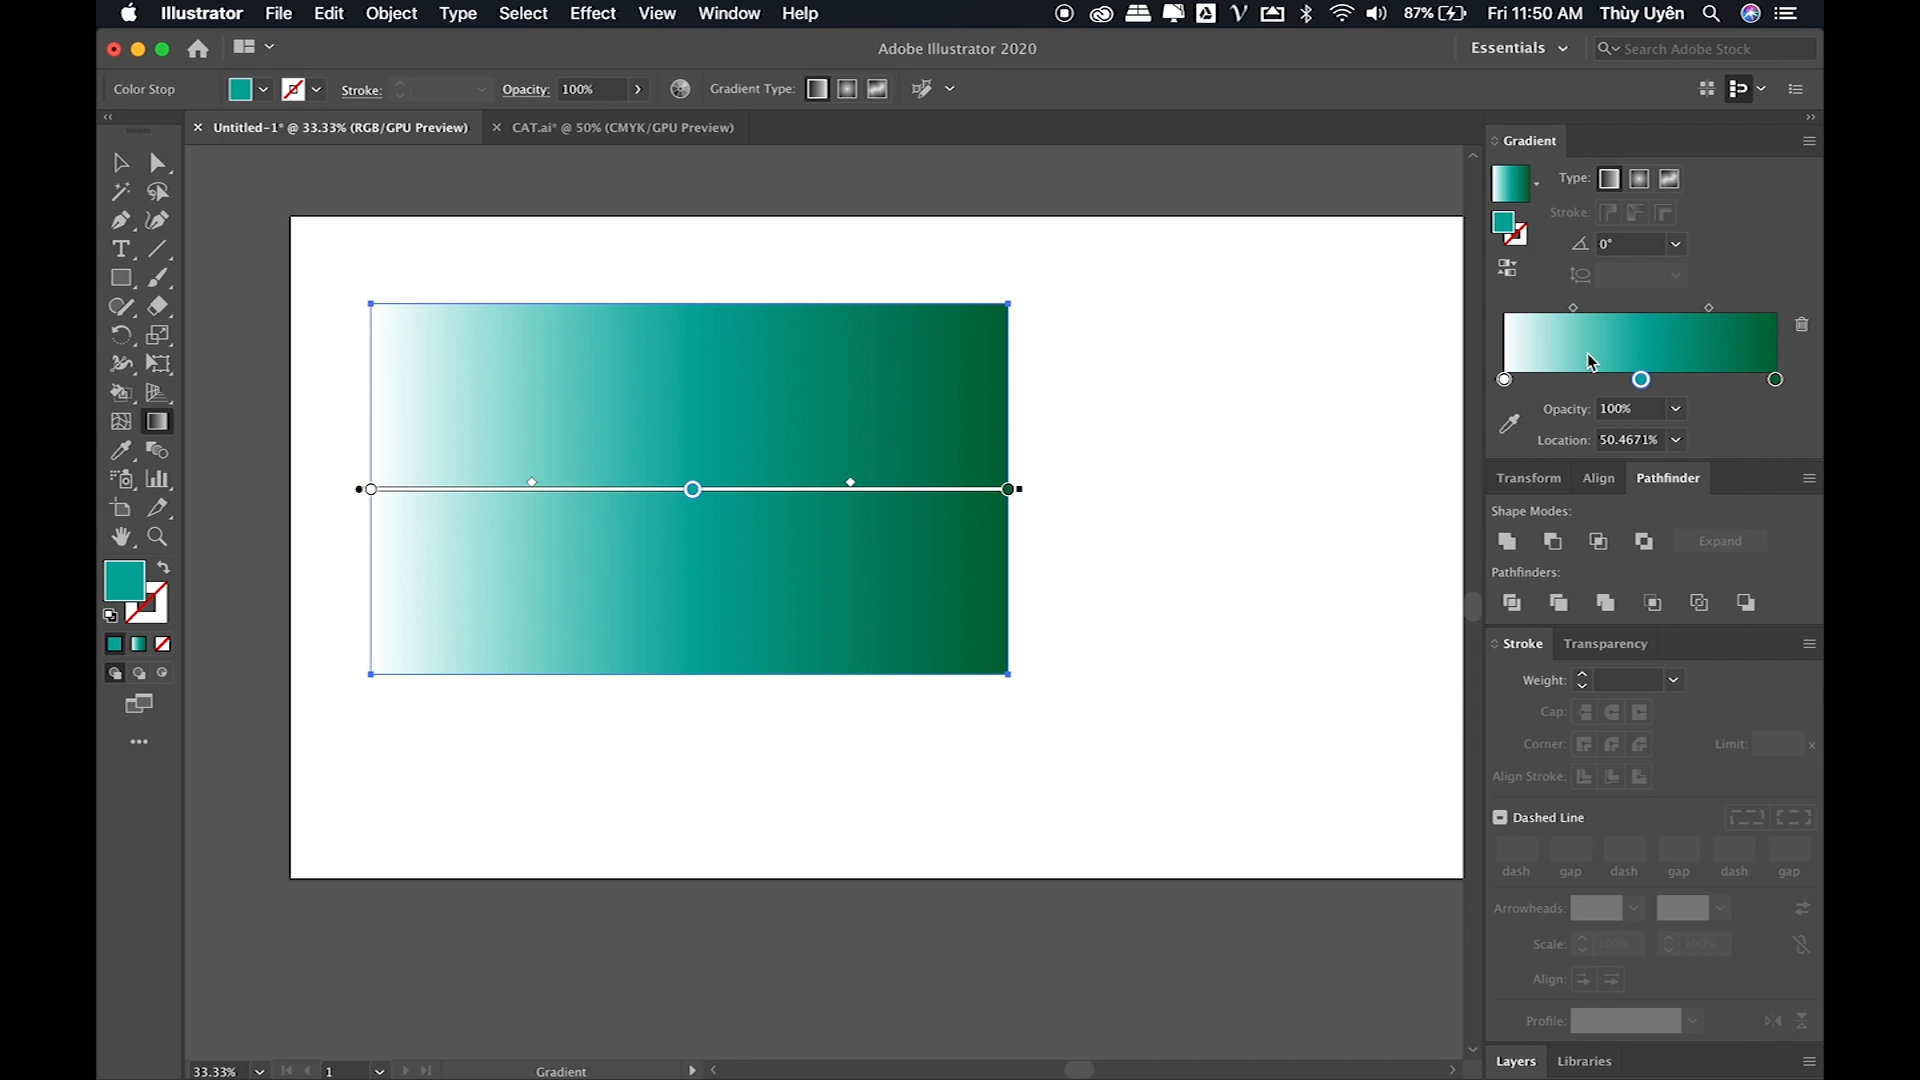 Illustrator File Edit Object Type Select Effect View Window Help 87% Fri 11:50 AM Thùy Uyên
Adobe Illustrator 2020 Essentials Search Adobe Stock
Color Stop Stroke: Opacity: 100% Gradient Type:
Untitled-1* @ 33.33% (RGB/GPU Preview) CAT.ai* @ 50% (CMYK/GPU Preview)
Gradient
Type:
Stroke:
0°
Opacity: 100%
Location: 50.4671%
Transform Align Pathfinder
Shape Modes:
Expand
Pathfinders:
Stroke Transparency
Weight:
Cap:
Corner: Limit: x
Align Stroke:
Dashed Line
dash gap dash gap dash gap
Arrowheads:
Scale: 100% 100%
Align:
Profile:
Layers Libraries
33.33% 1 Gradient